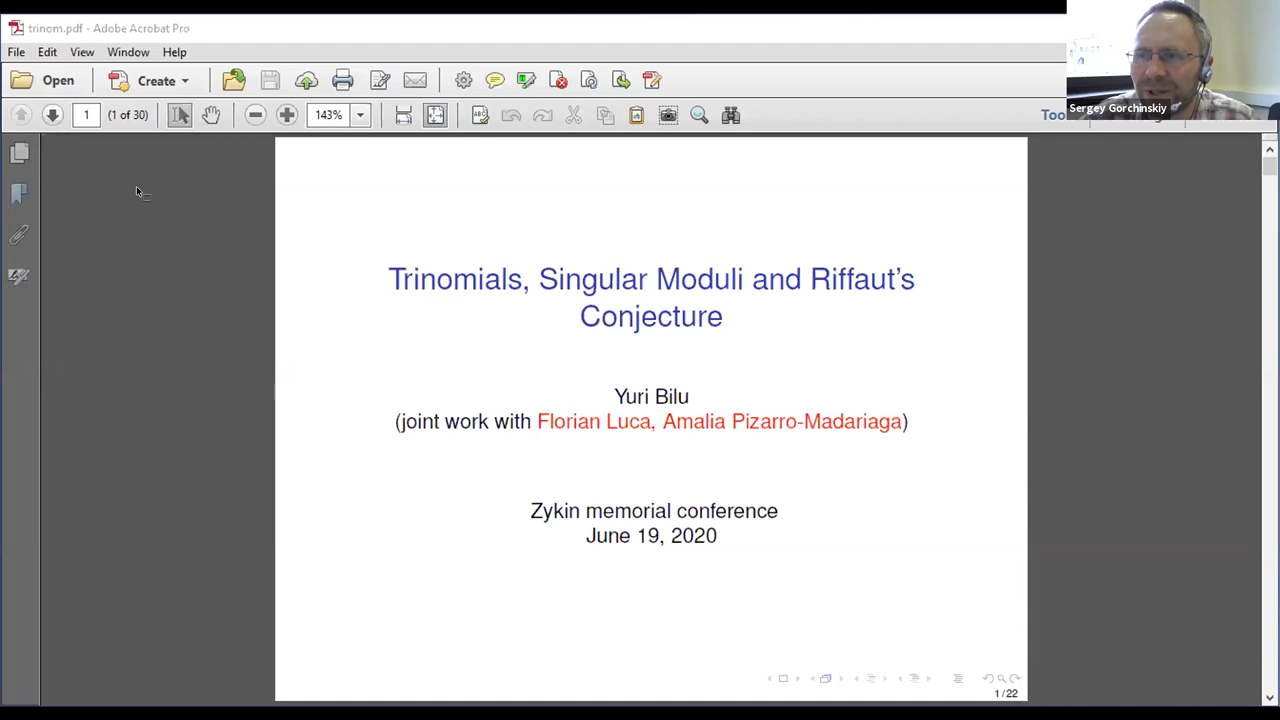 trinom.pdf - Adobe Acrobat Pro
File Edit View Window Help
Open Create
1 (1 of 30) 143%
Sergey Gorchinskiy
Trinomials, Singular Moduli and Riffaut's
Conjecture
Yuri Bilu
(joint work with Florian Luca, Amalia Pizarro-Madariaga)
Zykin memorial conference
June 19, 2020
1 / 22